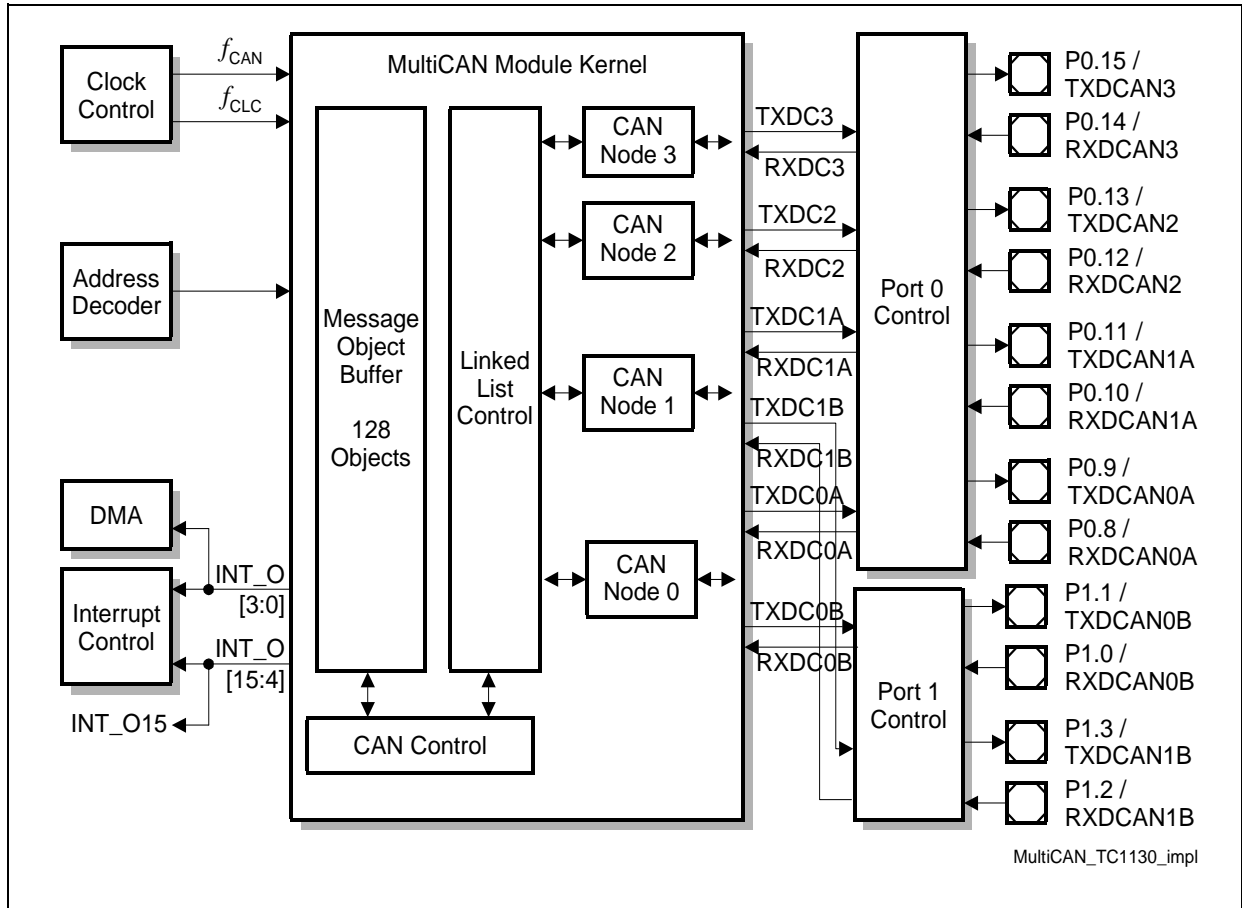 Clock
Control
fCAN
fCLC
MultiCAN Module Kernel
Address
Decoder
Message
Object
Buffer
128
Objects
Linked
List
Control
CAN
Node 3
CAN
Node 2
CAN
Node 1
CAN
Node 0
CAN Control
DMA
Interrupt
Control
INT_O
[3:0]
INT_O
[15:4]
INT_O15
TXDC3
RXDC3
TXDC2
RXDC2
TXDC1A
RXDC1A
TXDC1B
RXDC1B
TXDC0A
RXDC0A
TXDC0B
RXDC0B
Port 0
Control
Port 1
Control
P0.15 /
TXDCAN3
P0.14 /
RXDCAN3
P0.13 /
TXDCAN2
P0.12 /
RXDCAN2
P0.11 /
TXDCAN1A
P0.10 /
RXDCAN1A
P0.9 /
TXDCAN0A
P0.8 /
RXDCAN0A
P1.1 /
TXDCAN0B
P1.0 /
RXDCAN0B
P1.3 /
TXDCAN1B
P1.2 /
RXDCAN1B
MultiCAN_TC1130_impl